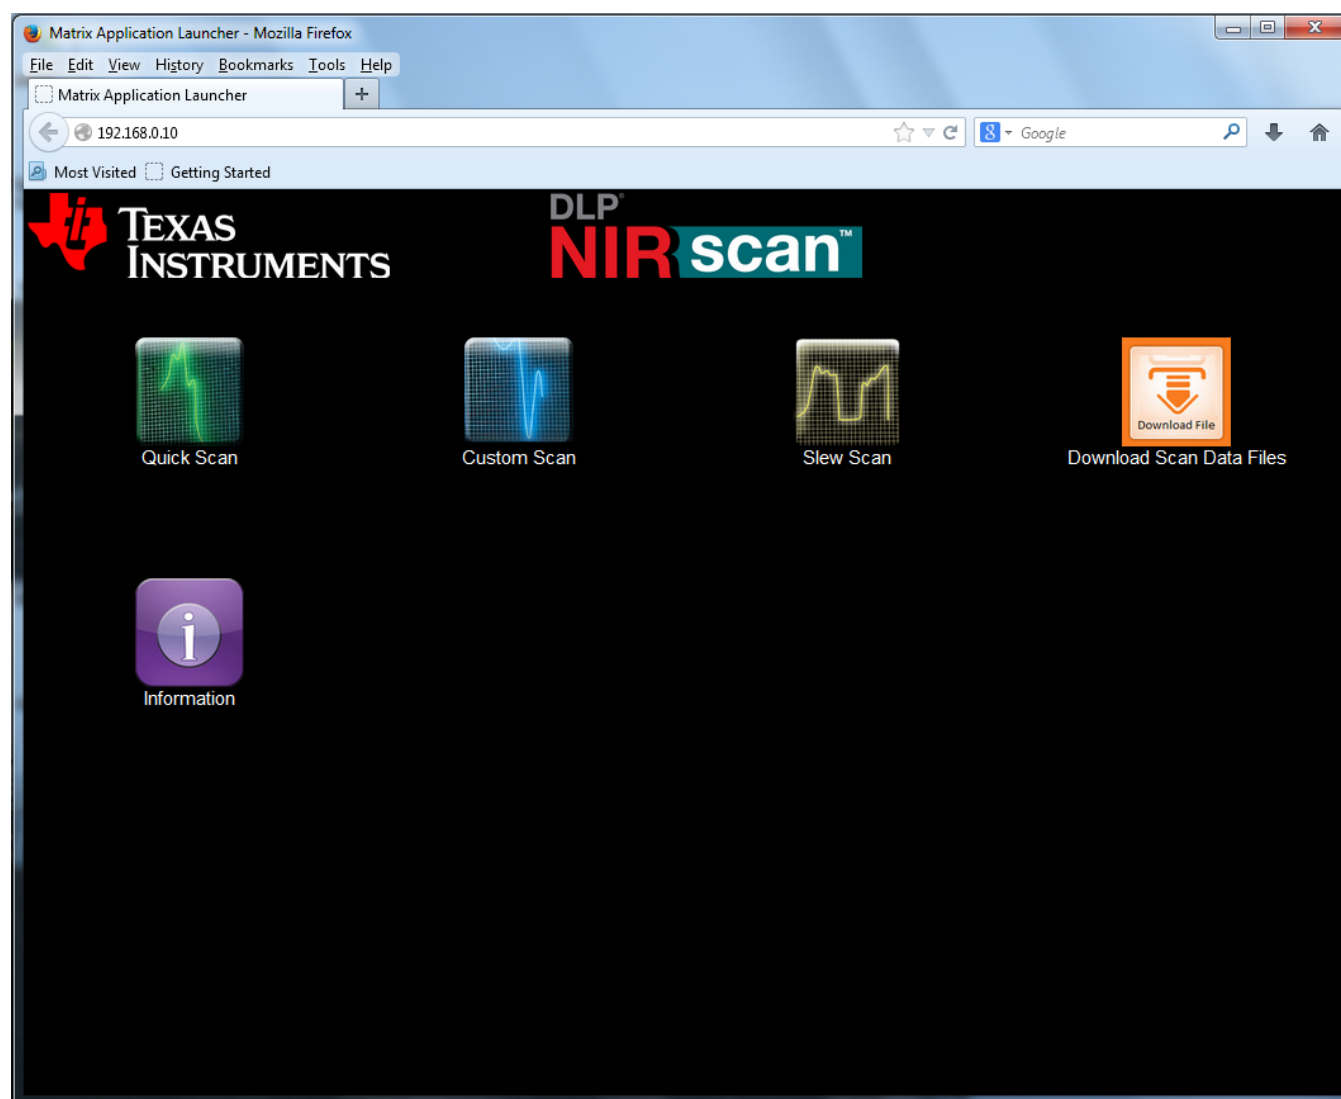 Matrix Application Launcher - Mozilla Firefox
File Edit View History Bookmarks Tools Help
Matrix Application Launcher +
192.168.0.10 8 Google
Most Visited Getting Started
TEXAS INSTRUMENTS
DLP®
NIRscan™
Download File
Quick Scan Custom Scan Slew Scan Download Scan Data Files
i
Information